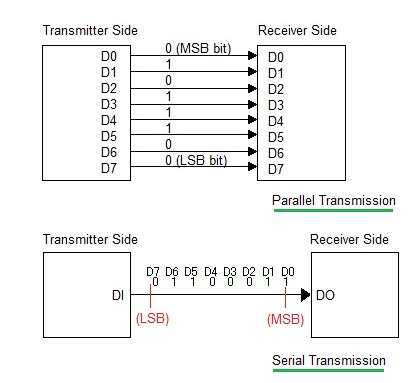 Transmitter Side Receiver Side
D0 0 (MSB bit) D0
D1 1 D1
D2 0 D2
D3 1 D3
D4 1 D4
D5 1 D5
D6 0 D6
D7 0 (LSB bit) D7
Parallel Transmission
Transmitter Side Receiver Side
D7 D6 D5 D4 D3 D2 D1 D0
0 1 1 0 0 0 1 1
DI DO
(LSB) (MSB)
Serial Transmission